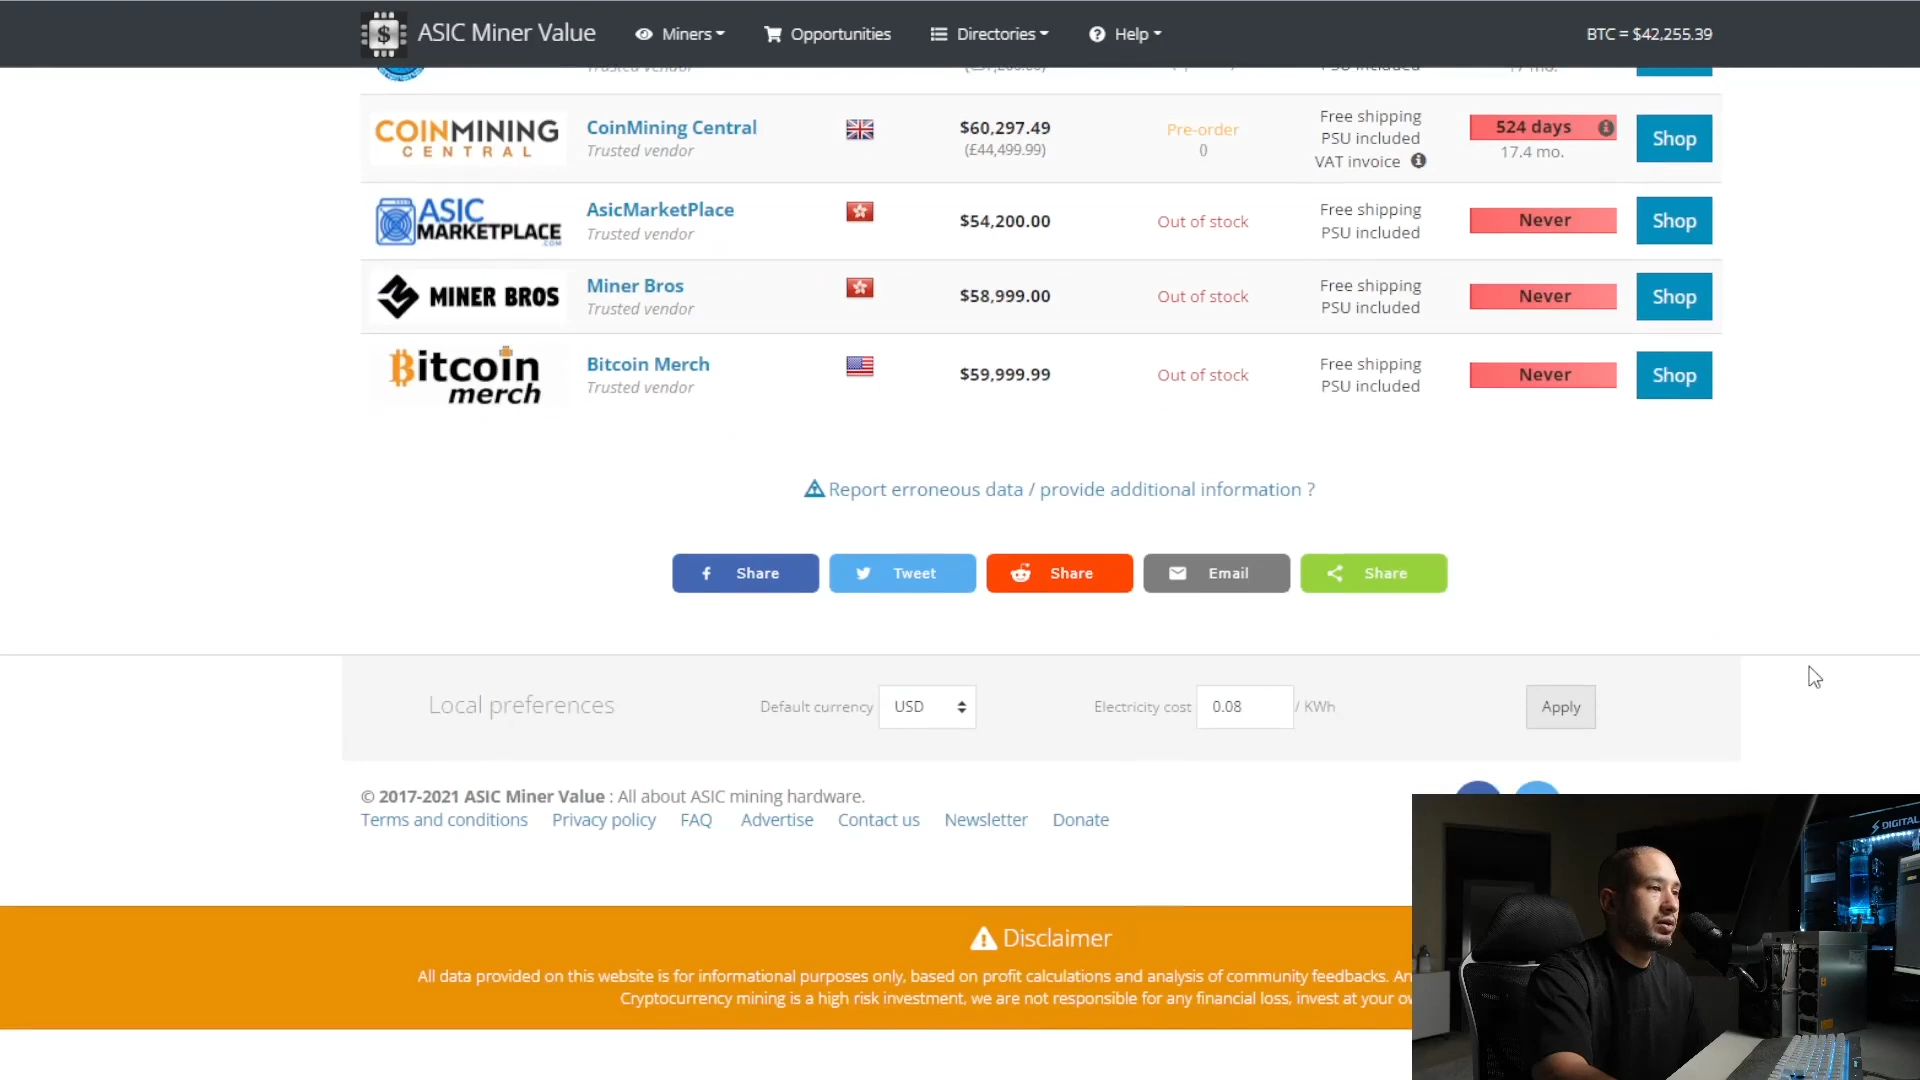 ASIC Miner Value
Miners
Opportunities
Directories
Help
BTC = $42,255.39
Trusted vendor
COINMINING
CENTRAL
CoinMining Central
Trusted vendor
$60,297.49
(£44,499.99)
Pre-order
0
Free shipping
PSU included
VAT invoice
524 days
17.4 mo.
Shop
ASIC
MARKETPLACE
.COM
AsicMarketPlace
Trusted vendor
$54,200.00
Out of stock
Free shipping
PSU included
Never
Shop
MINER BROS
Miner Bros
Trusted vendor
$58,999.00
Out of stock
Free shipping
PSU included
Never
Shop
Bitcoin
merch
Bitcoin Merch
Trusted vendor
$59,999.99
Out of stock
Free shipping
PSU included
Never
Shop
Report erroneous data / provide additional information ?
Share
Tweet
Share
Email
Share
Local preferences
Default currency
USD
Electricity cost
0.08
/ KWh
Apply
© 2017-2021 ASIC Miner Value : All about ASIC mining hardware.
Terms and conditions
Privacy policy
FAQ
Advertise
Contact us
Newsletter
Donate
Disclaimer
All data provided on this website is for informational purposes only, based on profit calculations and analysis of community feedbacks.
Cryptocurrency mining is a high risk investment, we are not responsible for any financial loss, invest at your
DIGITAL